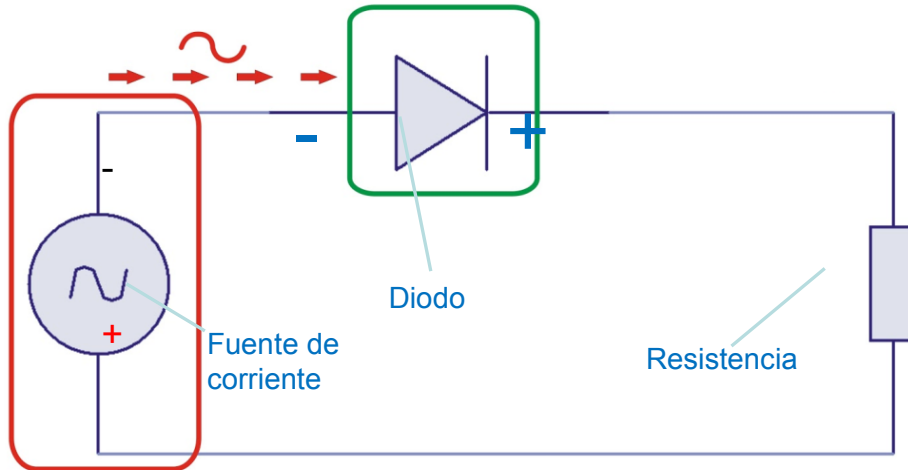 -
+
-
+
Diodo
Fuente de
corriente
Resistencia